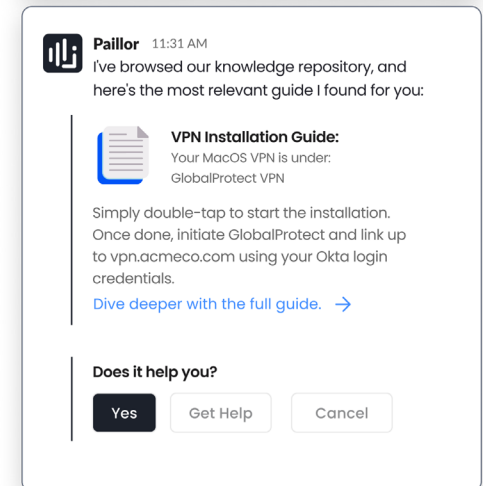 Paillor 11:31 AM
I've browsed our knowledge repository, and
here's the most relevant guide I found for you:
VPN Installation Guide:
Your MacOS VPN is under:
GlobalProtect VPN
Simply double-tap to start the installation.
Once done, initiate GlobalProtect and link up
to vpn.acmeco.com using your Okta login
credentials.
Dive deeper with the full guide. →
Does it help you?
Yes Get Help Cancel